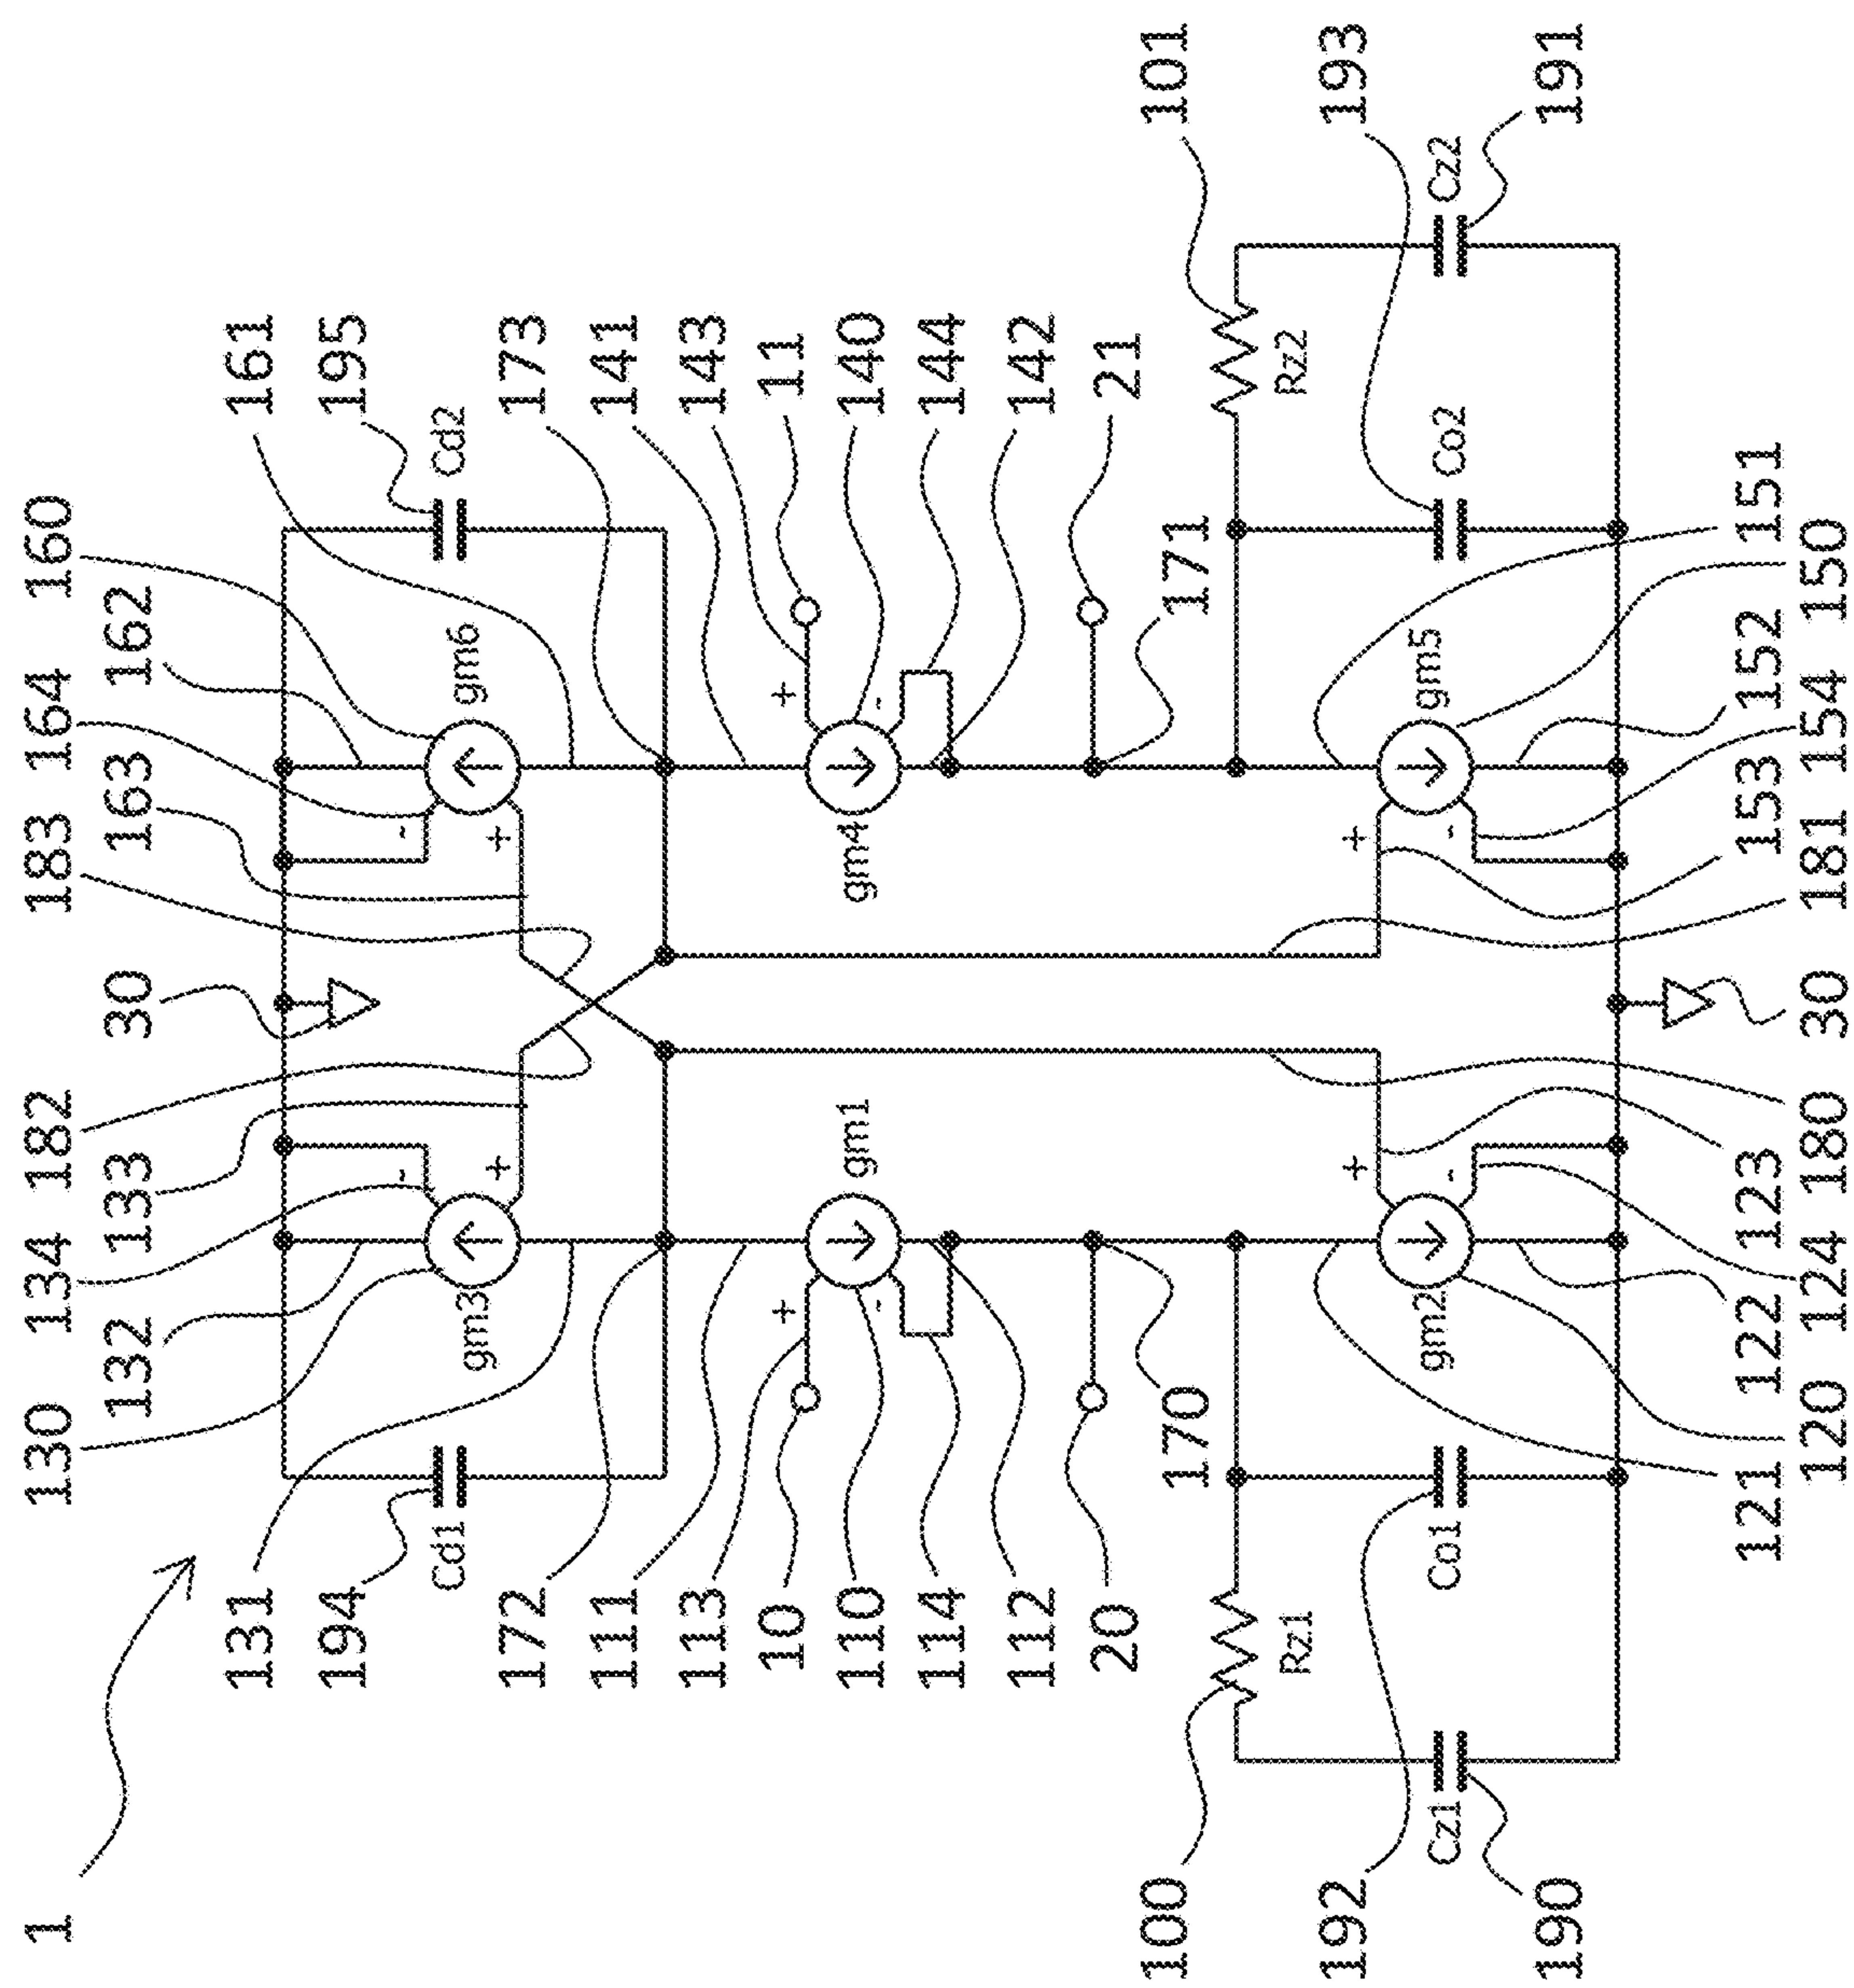 1 130 134 182 183 164 160
132 133 30 163 162
131 161
194 195
- -
Cd1 gm3 gm6 Cd2
+ +
172 173
111 141
113 143
10 + + 11
110 gm1 gm4 140
- -
114 144
112 142
20 21
100 170 171 101
Rz1 Rz2
192 193
+ +
Cz1 Co1 gm2 gm5 Co2 Cz2
- -
190 191
121 122 123 153 152 151
120 124 180 30 181 154 150